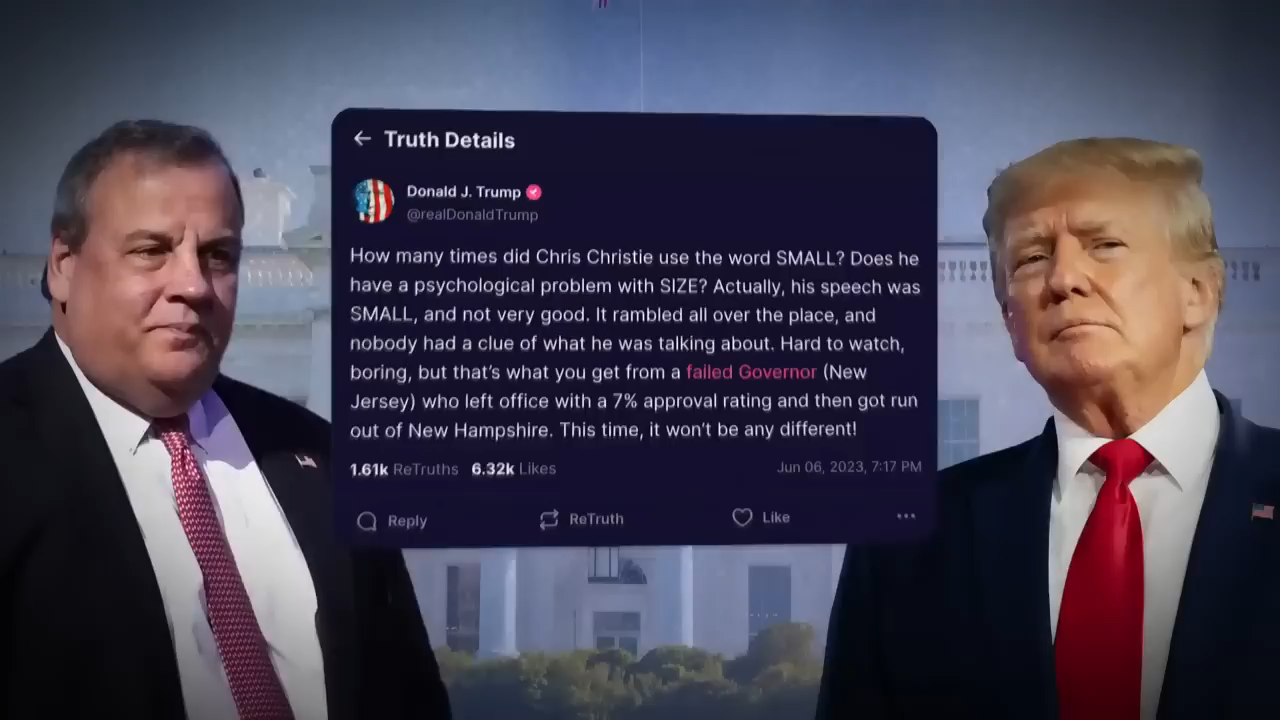 Truth Details
Donald J. Trump
@realDonaldTrump
How many times did Chris Christie use the word SMALL? Does he
have a psychological problem with SIZE? Actually, his speech was
SMALL, and not very good. It rambled all over the place, and
nobody had a clue of what he was talking about. Hard to watch,
boring, but that’s what you get from a failed Governor (New
Jersey) who left office with a 7% approval rating and then got run
out of New Hampshire. This time, it won’t be any different!
1.61k ReTruths 6.32k Likes Jun 06, 2023, 7:17 PM
Reply ReTruth Like